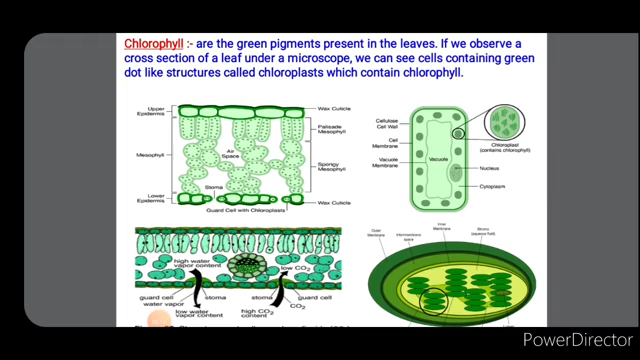 Chlorophyll :- are the green pigments present in the leaves. If we observe a
cross section of a leaf under a microscope, we can see cells containing green
dot like structures called chloroplasts which contain chlorophyll.
Upper
Epidermis
Wax Cuticle
Palisade
Mesophyll
Mesophyll
Air
Space
Spongy
Mesophyll
Stoma
Lower
Epidermis
Wax Cuticle
Guard Cell with Chloroplasts
Cellulose
Cell Wall
Cell
Membrane
Vacuole
Membrane
Vacuole
Chloroplast
(contains chlorophyll)
Nucleus
Cytoplasm
high water
vapor content
low CO2
guard cell
stoma
stoma
guard cell
water vapor
low water
vapor content
high CO2
content
CO2
Outer
Membrane
Intermembrane
space
Inner
Membrane
Stroma
(aqueous fluid)
PowerDirector